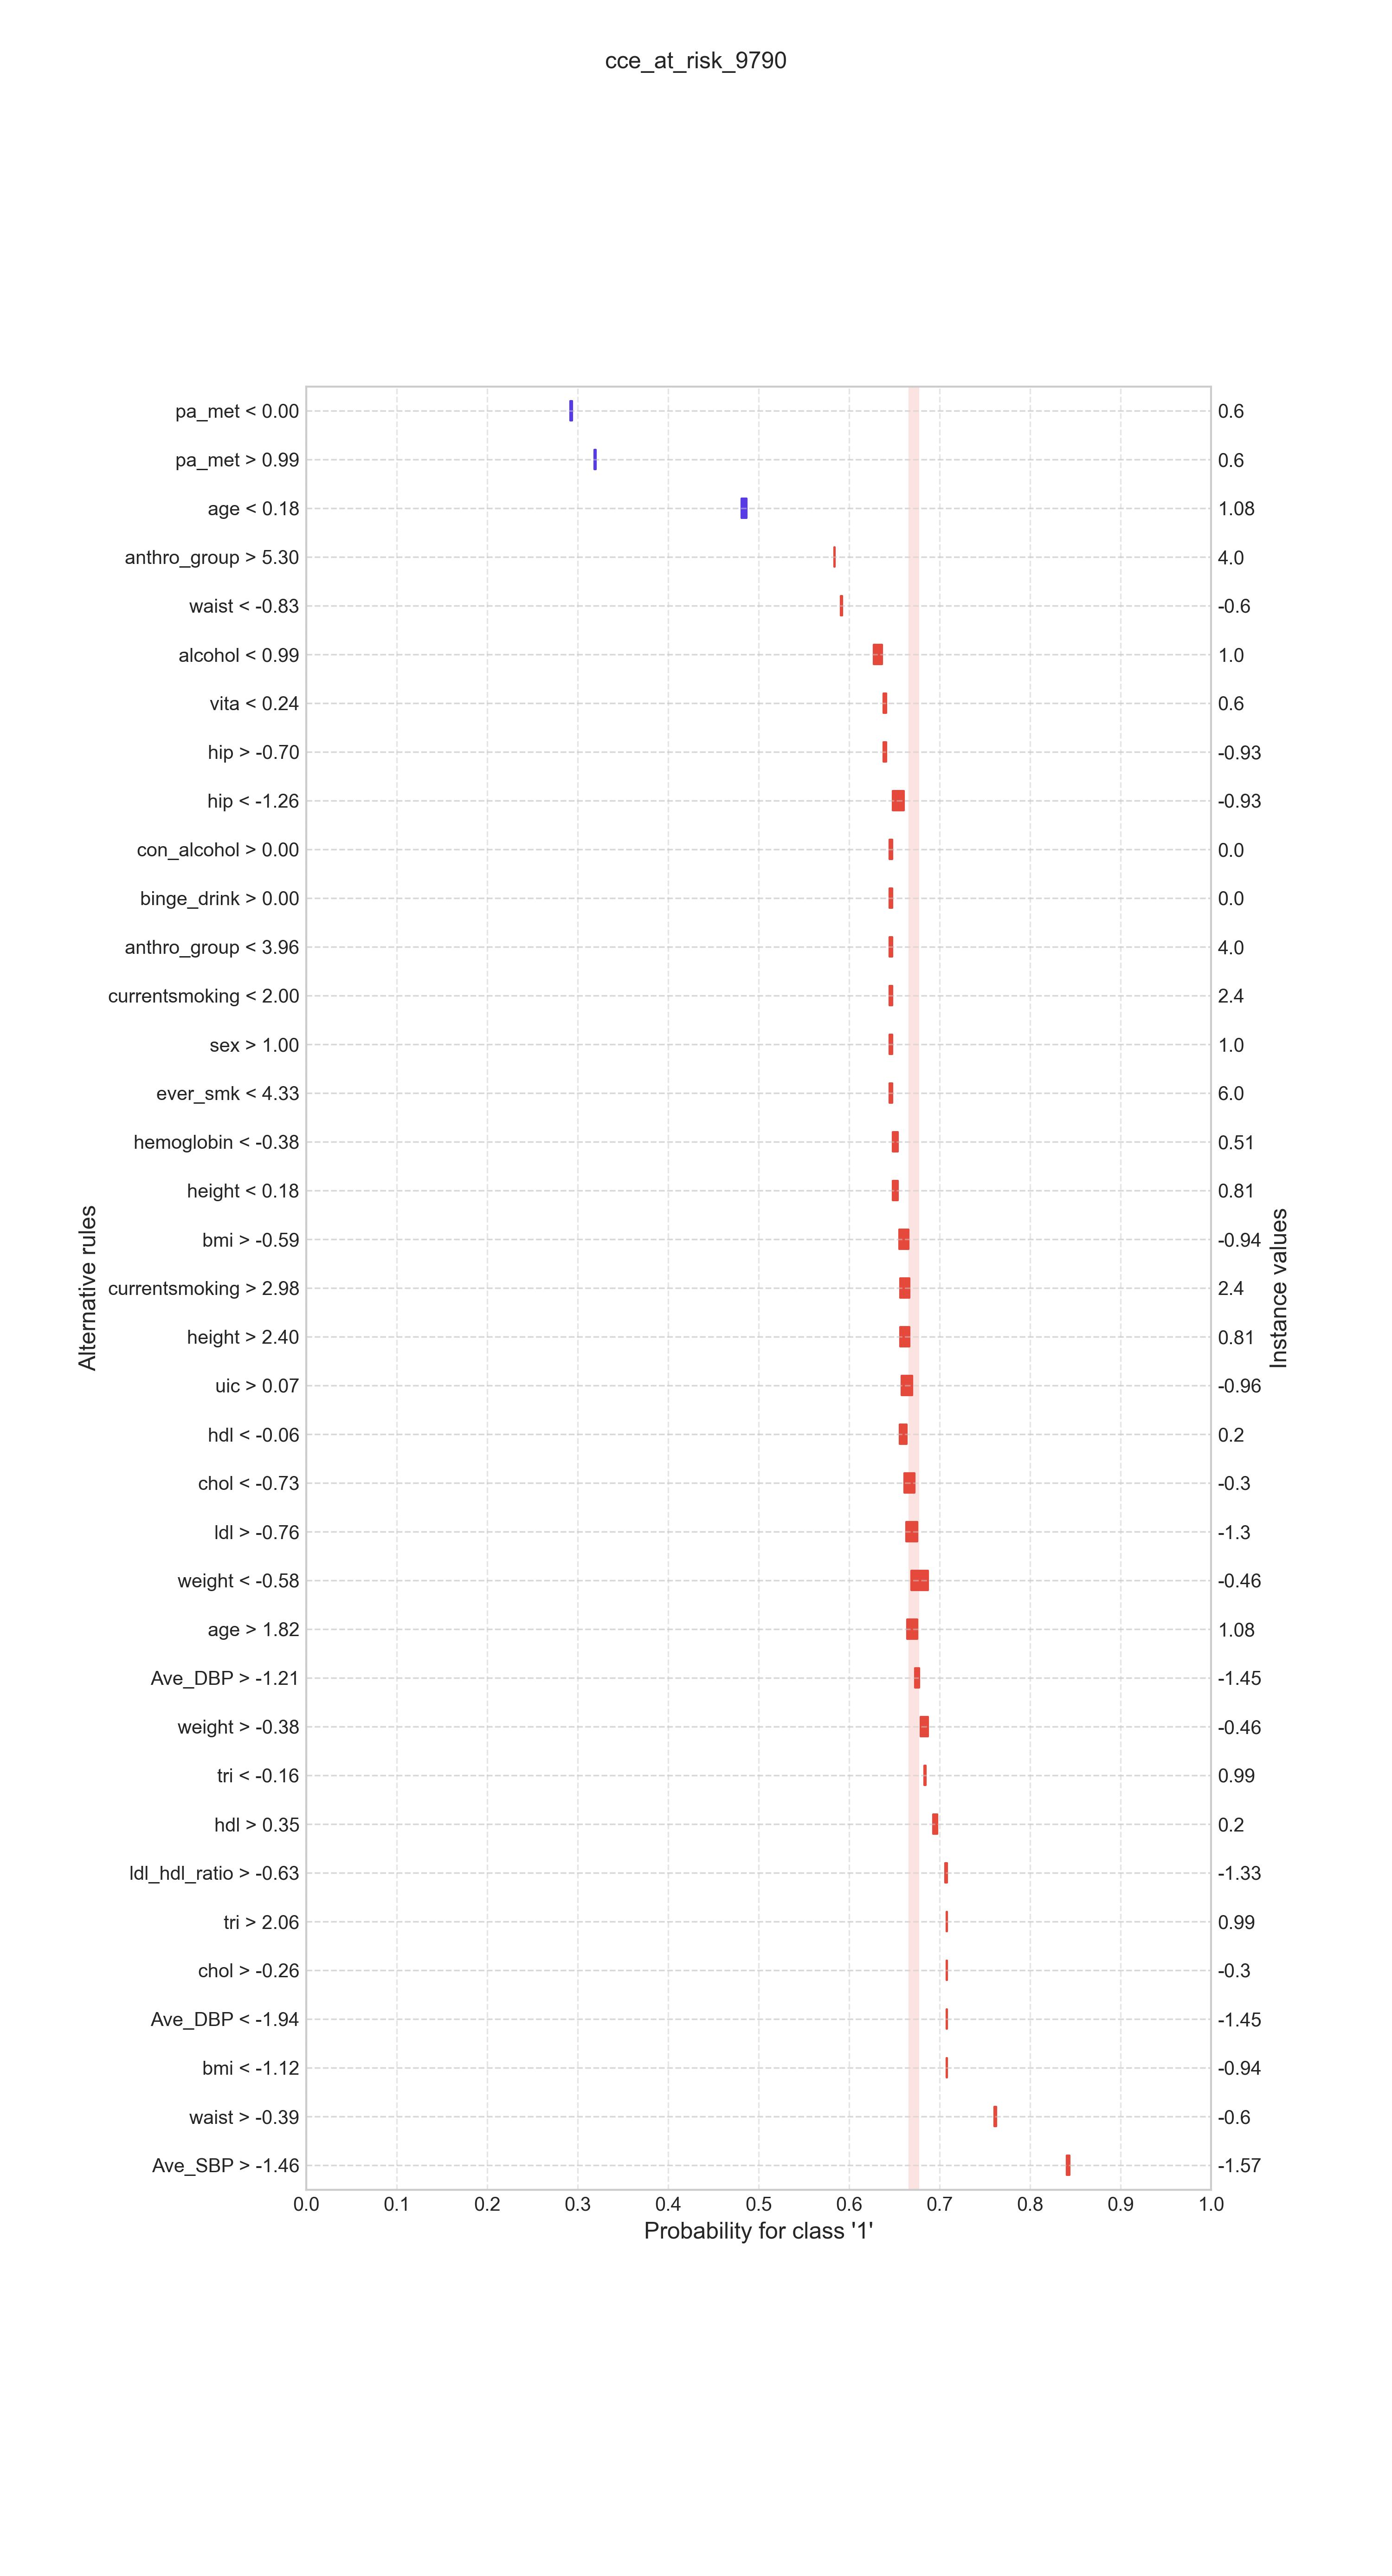 cce_at_risk_9790
pa_met < 0.00 0.6
pa_met > 0.99 0.6
age < 0.18 1.08
anthro_group > 5.30 4.0
waist < -0.83 -0.6
alcohol < 0.99 1.0
vita < 0.24 0.6
hip > -0.70 -0.93
hip < -1.26 -0.93
con_alcohol > 0.00 0.0
binge_drink > 0.00 0.0
anthro_group < 3.96 4.0
currentsmoking < 2.00 2.4
sex > 1.00 1.0
ever_smk < 4.33 6.0
hemoglobin < -0.38 0.51
height < 0.18 0.81
bmi > -0.59 -0.94
currentsmoking > 2.98 2.4
height > 2.40 0.81
uic > 0.07 -0.96
hdl < -0.06 0.2
chol < -0.73 -0.3
ldl > -0.76 -1.3
weight < -0.58 -0.46
age > 1.82 1.08
Ave_DBP > -1.21 -1.45
weight > -0.38 -0.46
tri < -0.16 0.99
hdl > 0.35 0.2
ldl_hdl_ratio > -0.63 -1.33
tri > 2.06 0.99
chol > -0.26 -0.3
Ave_DBP < -1.94 -1.45
bmi < -1.12 -0.94
waist > -0.39 -0.6
Ave_SBP > -1.46 -1.57
Alternative rules
Instance values
0.0 0.1 0.2 0.3 0.4 0.5 0.6 0.7 0.8 0.9 1.0
Probability for class '1'